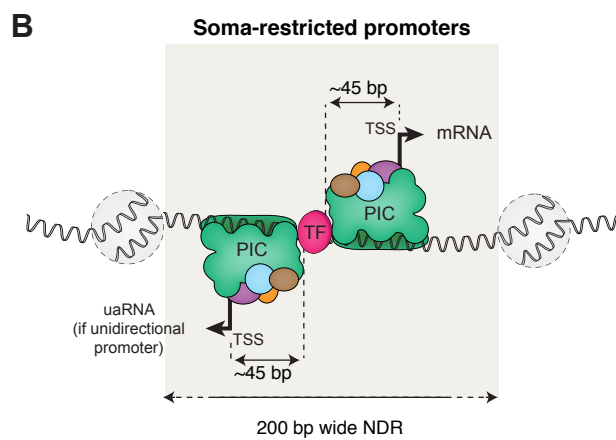 B
Soma-restricted promoters
~45 bp
TSS
mRNA
PIC
TF
PIC
uaRNA
(if unidirectional
promoter)
TSS
~45 bp
200 bp wide NDR